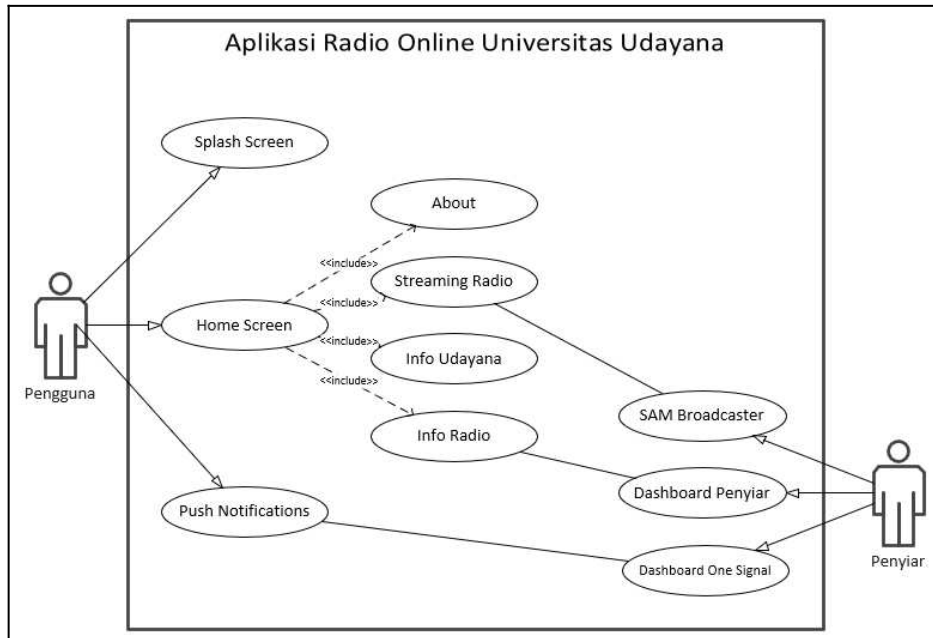 Aplikasi Radio Online Universitas Udayana
Splash Screen
About
<<include>>
Streaming Radio
<<include>>
Home Screen
<<include>>
Info Udayana
<<include>>
Pengguna
SAM Broadcaster
Info Radio
Dashboard Penyiar
Push Notifications
Dashboard One Signal
Penyiar